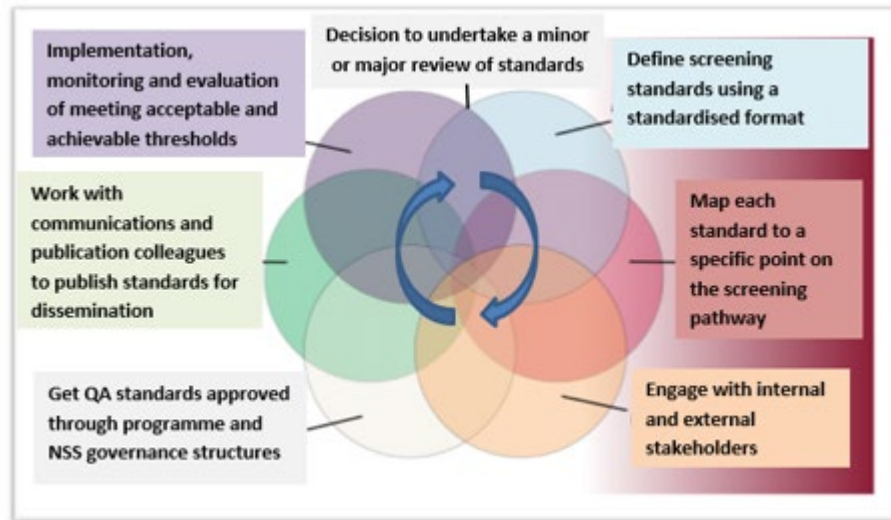 Decision to undertake a minor
or major review of standards
Define screening
standards using a
standardised format
Map each
standard to a
specific point on
the screening
pathway
Engage with internal
and external
stakeholders
Get QA standards approved
through programme and
NSS governance structures
Work with
communications and
publication colleagues
to publish standards for
dissemination
Implementation,
monitoring and evaluation
of meeting acceptable and
achievable thresholds